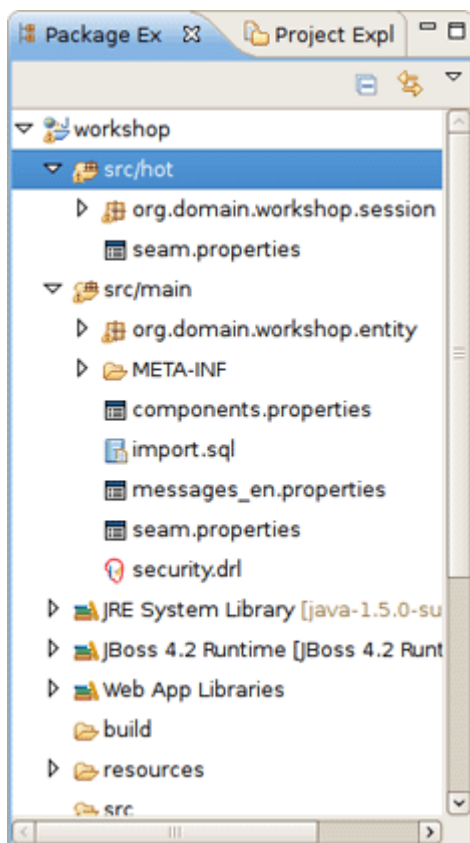 Package Ex Project Expl
workshop
src/hot
org.domain.workshop.session
seam.properties
src/main
org.domain.workshop.entity
META-INF
components.properties
import.sql
messages_en.properties
seam.properties
security.drl
JRE System Library [java-1.5.0-su
JBoss 4.2 Runtime [JBoss 4.2 Runt
Web App Libraries
build
resources
src